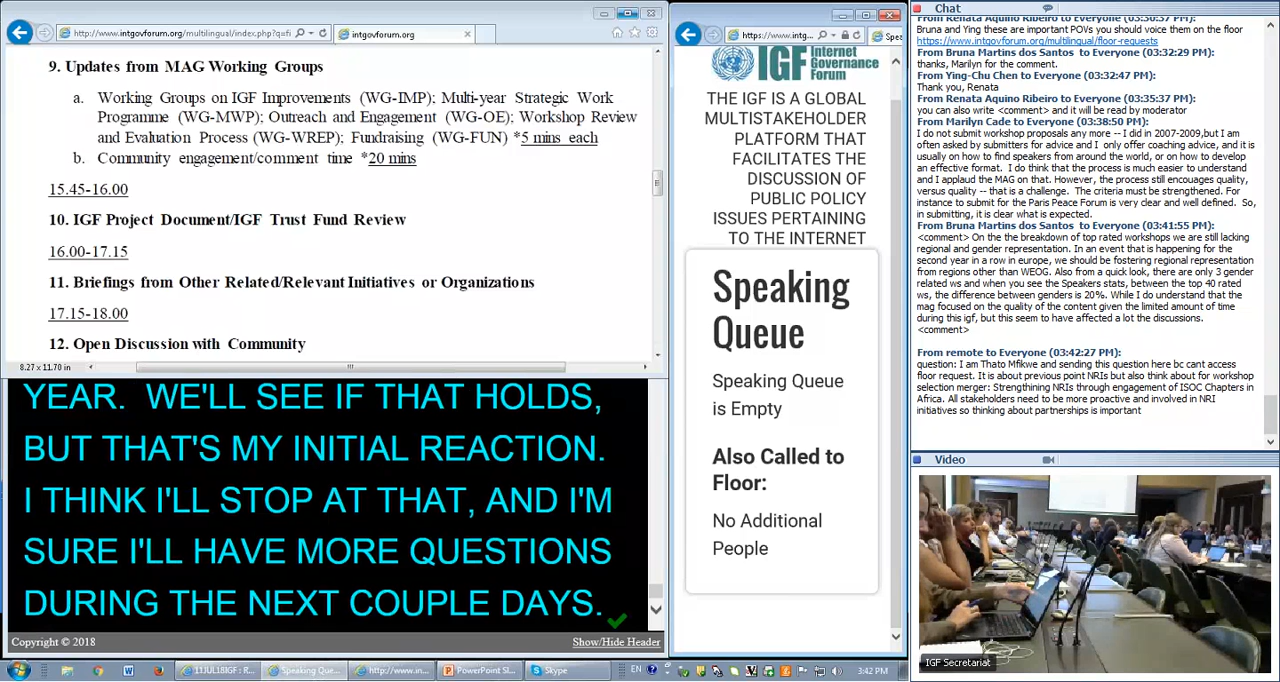 http://www.intgovforum.org/multilingual/index.php?q=fi
intgovforum.org
9. Updates from MAG Working Groups
a. Working Groups on IGF Improvements (WG-IMP); Multi-year Strategic Work
Programme (WG-MWP); Outreach and Engagement (WG-OE); Workshop Review
and Evaluation Process (WG-WREP); Fundraising (WG-FUN) *5 mins each
b. Community engagement/comment time *20 mins
15.45-16.00
10. IGF Project Document/IGF Trust Fund Review
16.00-17.15
11. Briefings from Other Related/Relevant Initiatives or Organizations
17.15-18.00
12. Open Discussion with Community
8.27 x 11.70 in
YEAR. WE'LL SEE IF THAT HOLDS,
BUT THAT'S MY INITIAL REACTION.
I THINK I'LL STOP AT THAT, AND I'M
SURE I'LL HAVE MORE QUESTIONS
DURING THE NEXT COUPLE DAYS.
Copyright © 2018
Show/Hide Header
https://www.intg...
Spe
IGF Internet
Governance
Forum
THE IGF IS A GLOBAL
MULTISTAKEHOLDER
PLATFORM THAT
FACILITATES THE
DISCUSSION OF
PUBLIC POLICY
ISSUES PERTAINING
TO THE INTERNET
Speaking
Queue
Speaking Queue
is Empty
Also Called to
Floor:
No Additional
People
Chat
From Renata Aquino Ribeiro to Everyone (03:30:37 PM):
Bruna and Ying these are important POVs you should voice them on the floor
https://www.intgovforum.org/multilingual/floor-requests
From Bruna Martins dos Santos to Everyone (03:32:29 PM):
thanks, Marilyn for the comment.
From Ying-Chu Chen to Everyone (03:32:47 PM):
Thank you, Renata
From Renata Aquino Ribeiro to Everyone (03:35:37 PM):
you can also write <comment> and it will be read by moderator
From Marilyn Cade to Everyone (03:38:50 PM):
I do not submit workshop proposals any more -- I did in 2007-2009,but I am
often asked by submitters for advice and I only offer coaching advice, and it is
usually on how to find speakers from around the world, or on how to develop
an effective format. I do think that the process is much easier to understand
and I applaud the MAG on that. However, the process still encouages quality,
versus quality -- that is a challenge. The criteria must be strengthened. For
instance to submit for the Paris Peace Forum is very clear and well defined. So,
in submitting, it is clear what is expected.
From Bruna Martins dos Santos to Everyone (03:41:55 PM):
<comment> On the the breakdown of top rated workshops we are still lacking
regional and gender representation. In an event that is happening for the
second year in a row in europe, we should be fostering regional representation
from regions other than WEOG. Also from a quick look, there are only 3 gender
related ws and when you see the Speakers stats, between the top 40 rated
ws, the difference between genders is 20%. While I do understand that the
mag focused on the quality of the content given the limited amount of time
during this igf, but this seem to have affected a lot the discussions.
<comment>
From remote to Everyone (03:42:27 PM):
question: I am Thato Mfikwe and sending this question here bc cant access
floor request. It is about previous point NRIs but also think about for workshop
selection merger: Strengthining NRIs through engagement of ISOC Chapters in
Africa. All stakeholders need to be more proactive and involved in NRI
initiatives so thinking about partnerships is important
Video
IGF Secretariat
11JUL18IGF : R...
Speaking Que...
http://www.in...
PowerPoint Sl...
Skype
EN
3:42 PM